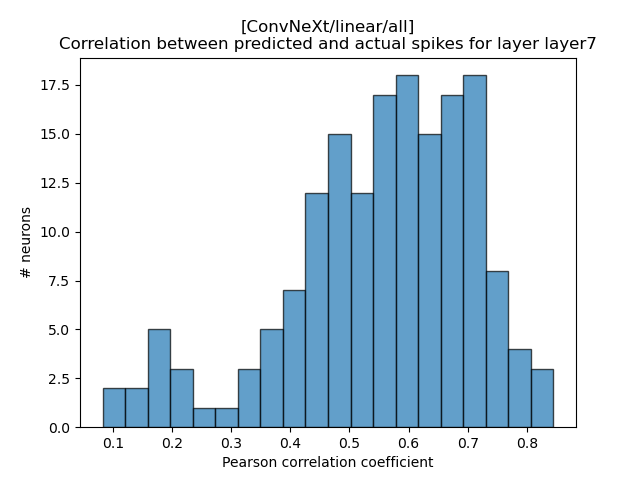 [ConvNeXt/linear/all]
Correlation between predicted and actual spikes for layer layer7
17.5
15.0
12.5
10.0
7.5
5.0
2.5
0.0
# neurons
0.1 0.2 0.3 0.4 0.5 0.6 0.7 0.8
Pearson correlation coefficient